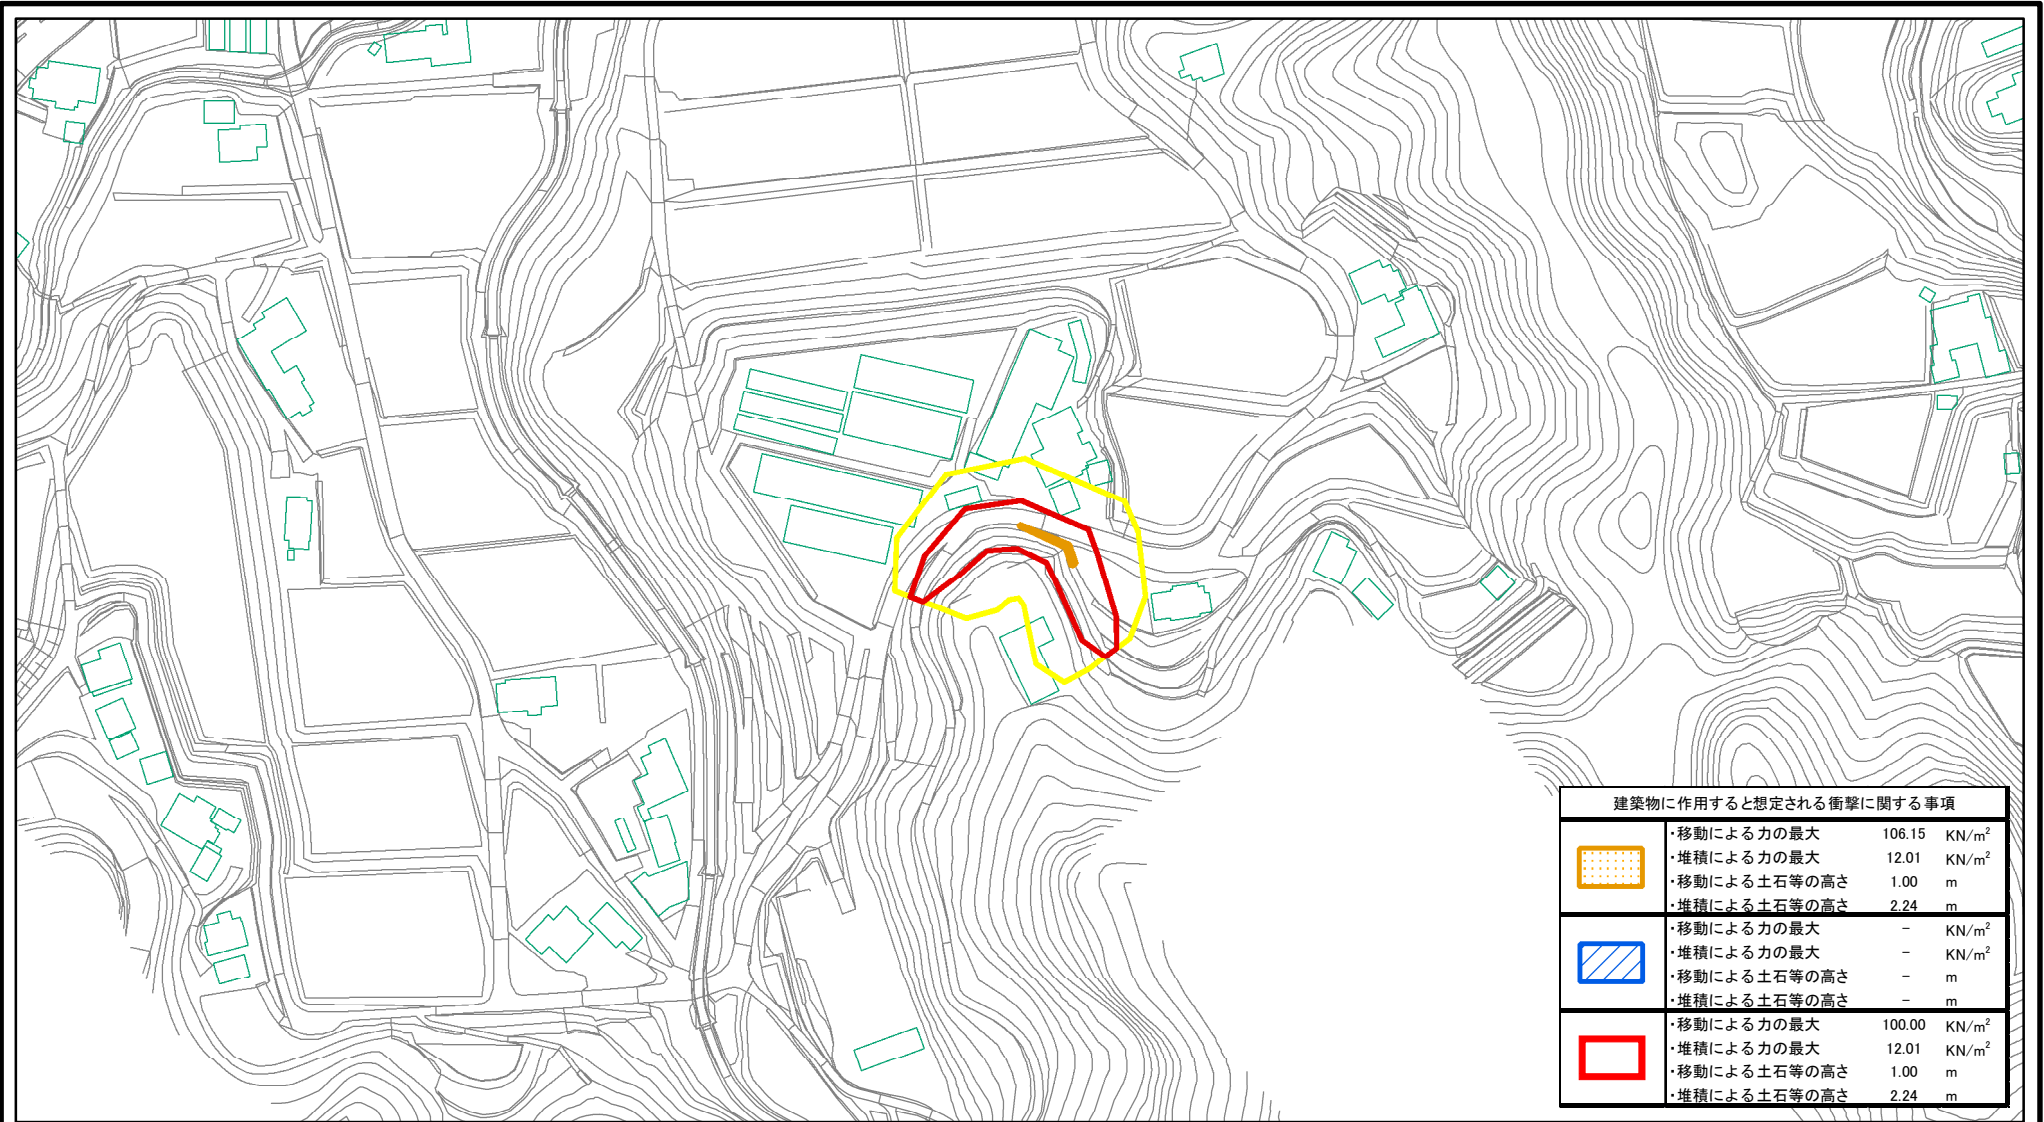 建築物に作用すると想定される衝撃に関する事項
・移動による力の最大 106.15 KN/m²
・堆積による力の最大 12.01 KN/m²
・移動による土石等の高さ 1.00 m
・堆積による土石等の高さ 2.24 m
・移動による力の最大 － KN/m²
・堆積による力の最大 － KN/m²
・移動による土石等の高さ － m
・堆積による土石等の高さ － m
・移動による力の最大 100.00 KN/m²
・堆積による力の最大 12.01 KN/m²
・移動による土石等の高さ 1.00 m
・堆積による土石等の高さ 2.24 m